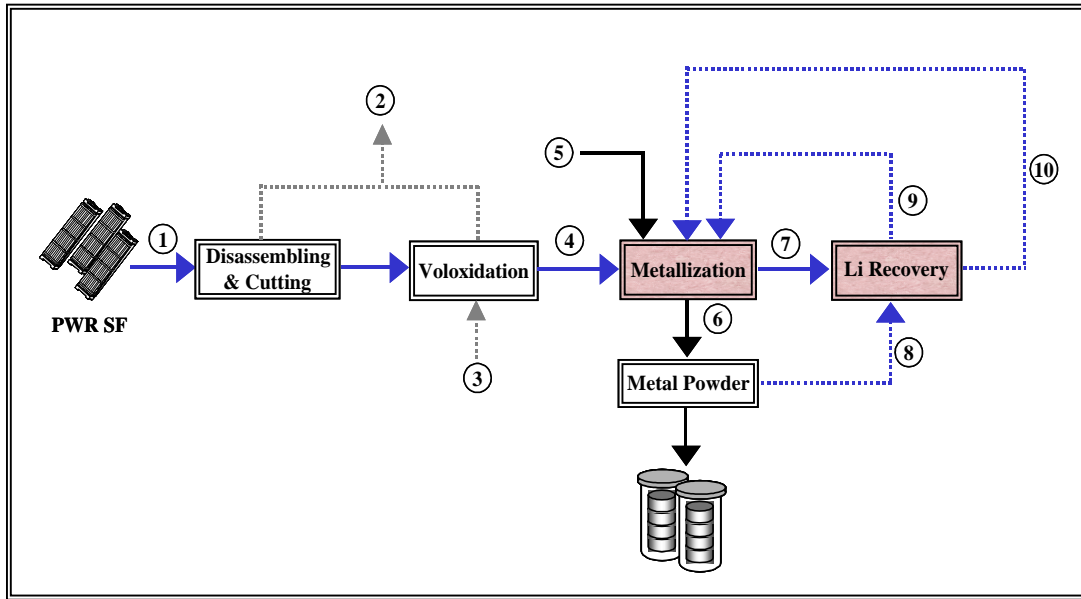 2
5
10
9
1
4
7
Disassembling
& Cutting
Voloxidation
Metallization
Li Recovery
PWR SF
6
3
8
Metal Powder